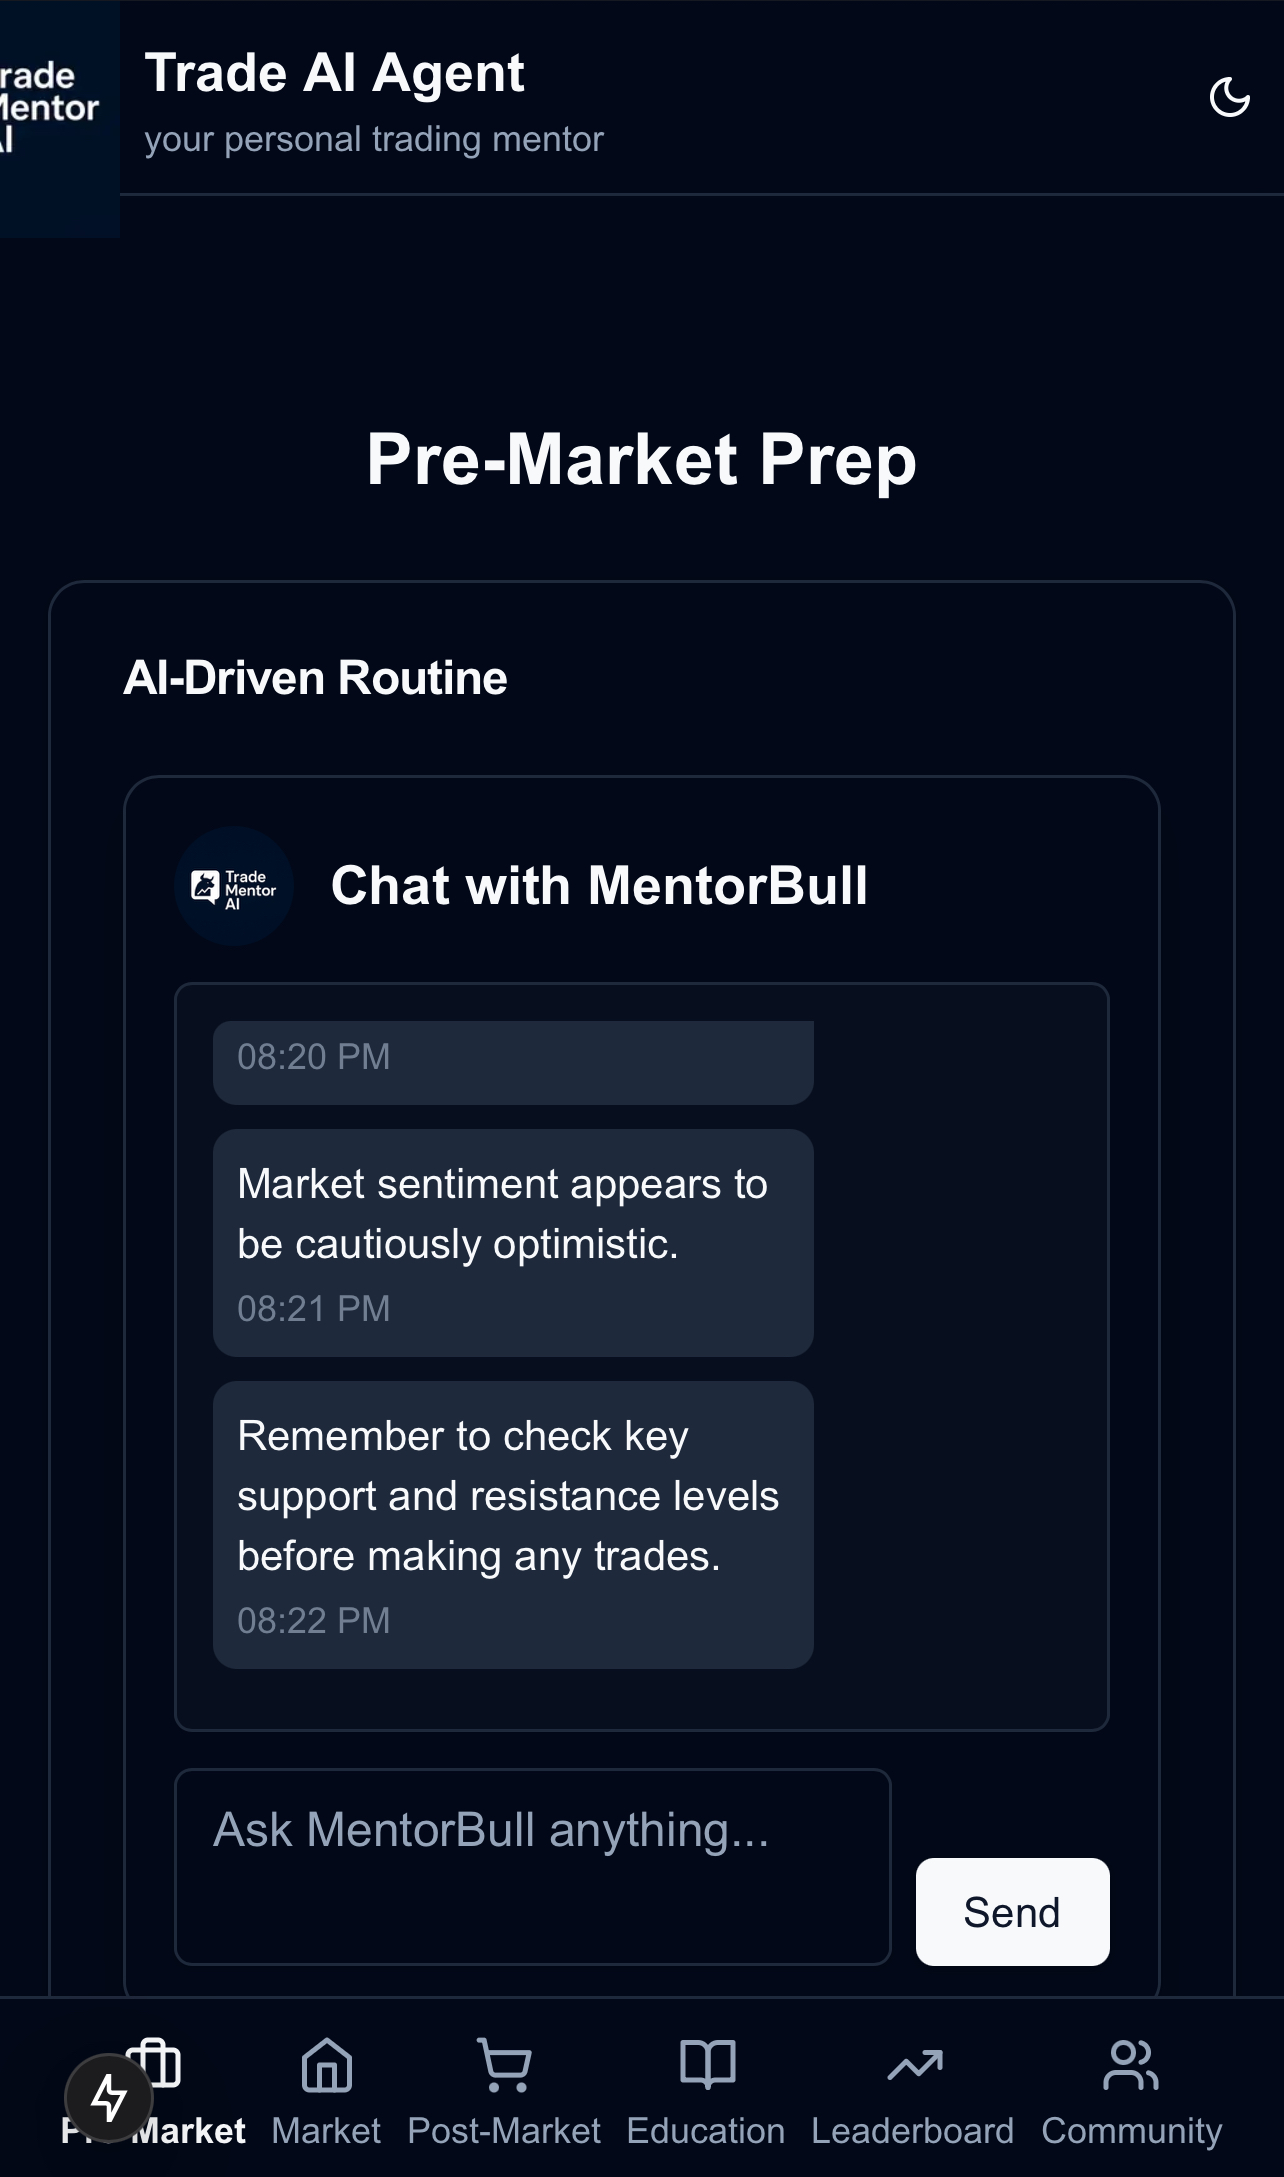 rade
Mentor
AI
Trade AI Agent
your personal trading mentor
Pre-Market Prep
AI-Driven Routine
Trade
Mentor
AI
Chat with MentorBull
08:20 PM
Market sentiment appears to
be cautiously optimistic.
08:21 PM
Remember to check key
support and resistance levels
before making any trades.
08:22 PM
Ask MentorBull anything...
Send
Pre-Market
Market
Post-Market
Education
Leaderboard
Community